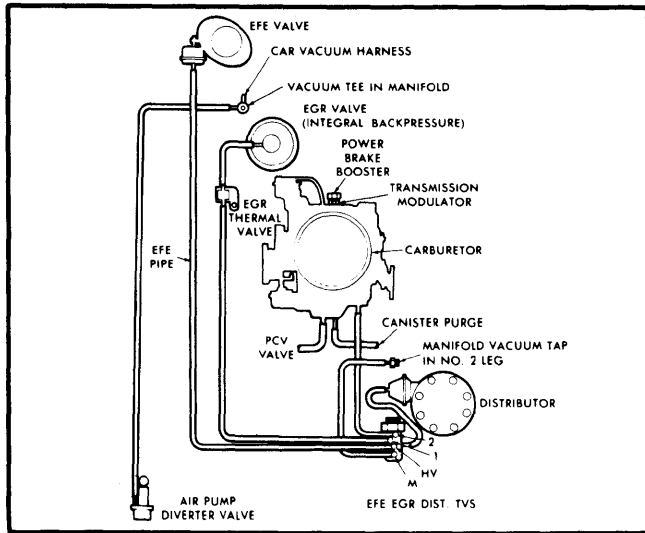 EFE VALVE
CAR VACUUM HARNESS
VACUUM TEE IN MANIFOLD
EGR VALVE
(INTEGRAL BACKPRESSURE)
POWER
BRAKE
BOOSTER
TRANSMISSION
MODULATOR
EGR
THERMAL
VALVE
CARBURETOR
EFE
PIPE
CANISTER PURGE
PCV
VALVE
MANIFOLD VACUUM TAP
IN NO. 2 LEG
DISTRIBUTOR
2
1
HV
M
AIR PUMP
DIVERTER VALVE
EFE EGR DIST. TVS